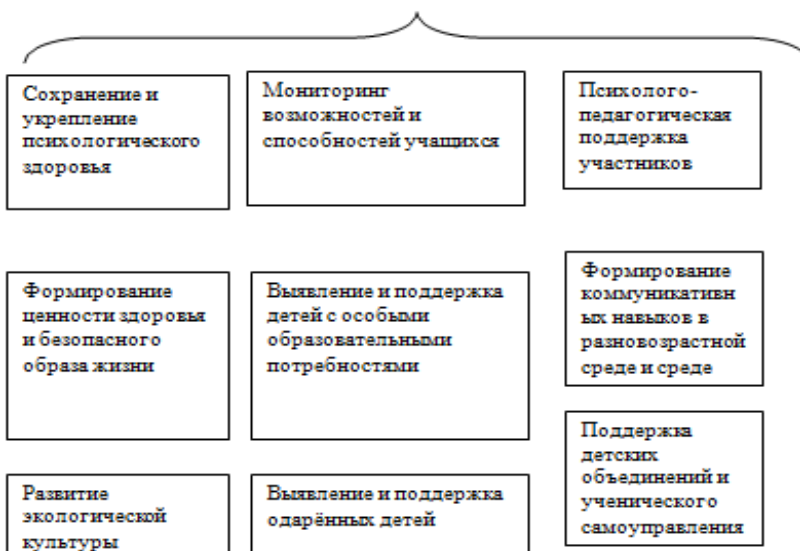 Сохранение и
укрепление
психологического
здоровья
Мониторинг
возможностей и
способностей учащихся
Психолого-
педагогическая
поддержка
участников
Формирование
ценности здоровья
и безопасного
образа жизни
Выявление и поддержка
детей с особыми
образовательными
потребностями
Формирование
коммуникативн
ых навыков в
разновозрастной
среде и среде
Развитие
экологической
культуры
Выявление и поддержка
одарённых детей
Поддержка
детских
объединений и
ученического
самоуправления